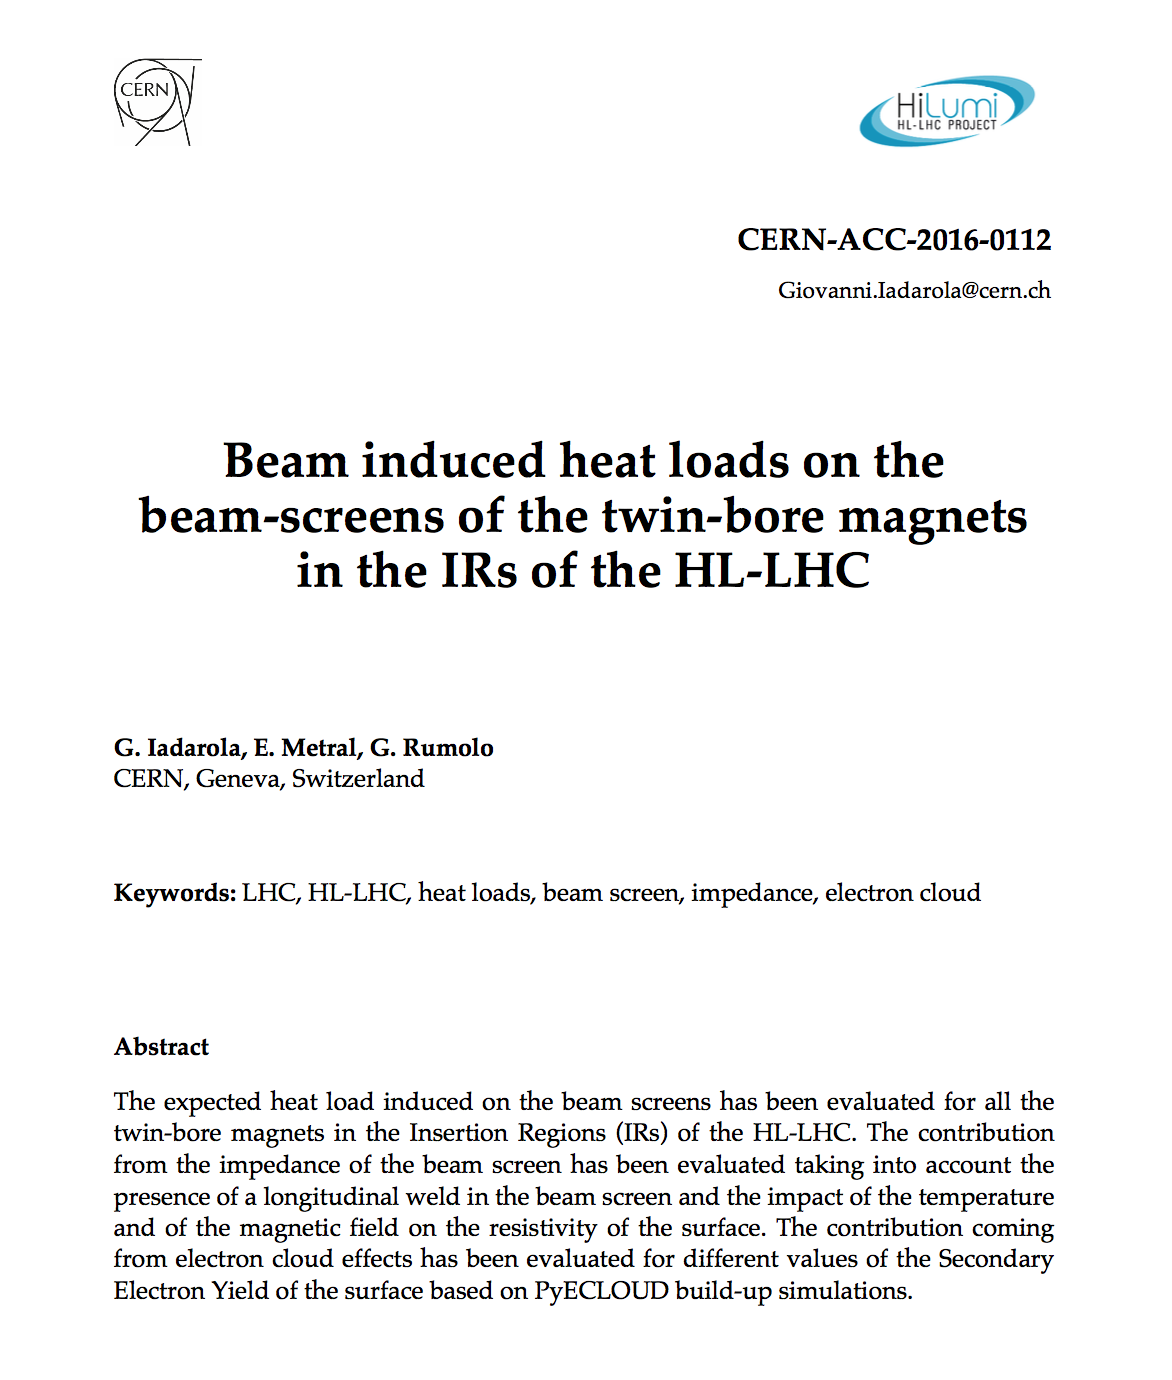 CERN
HiLumi
HL-LHC PROJECT
CERN-ACC-2016-0112
Giovanni.Iadarola@cern.ch
Beam induced heat loads on the
beam-screens of the twin-bore magnets
in the IRs of the HL-LHC
G. Iadarola, E. Metral, G. Rumolo
CERN, Geneva, Switzerland
Keywords: LHC, HL-LHC, heat loads, beam screen, impedance, electron cloud
Abstract
The expected heat load induced on the beam screens has been evaluated for all the
twin-bore magnets in the Insertion Regions (IRs) of the HL-LHC. The contribution
from the impedance of the beam screen has been evaluated taking into account the
presence of a longitudinal weld in the beam screen and the impact of the temperature
and of the magnetic field on the resistivity of the surface. The contribution coming
from electron cloud effects has been evaluated for different values of the Secondary
Electron Yield of the surface based on PyECLOUD build-up simulations.